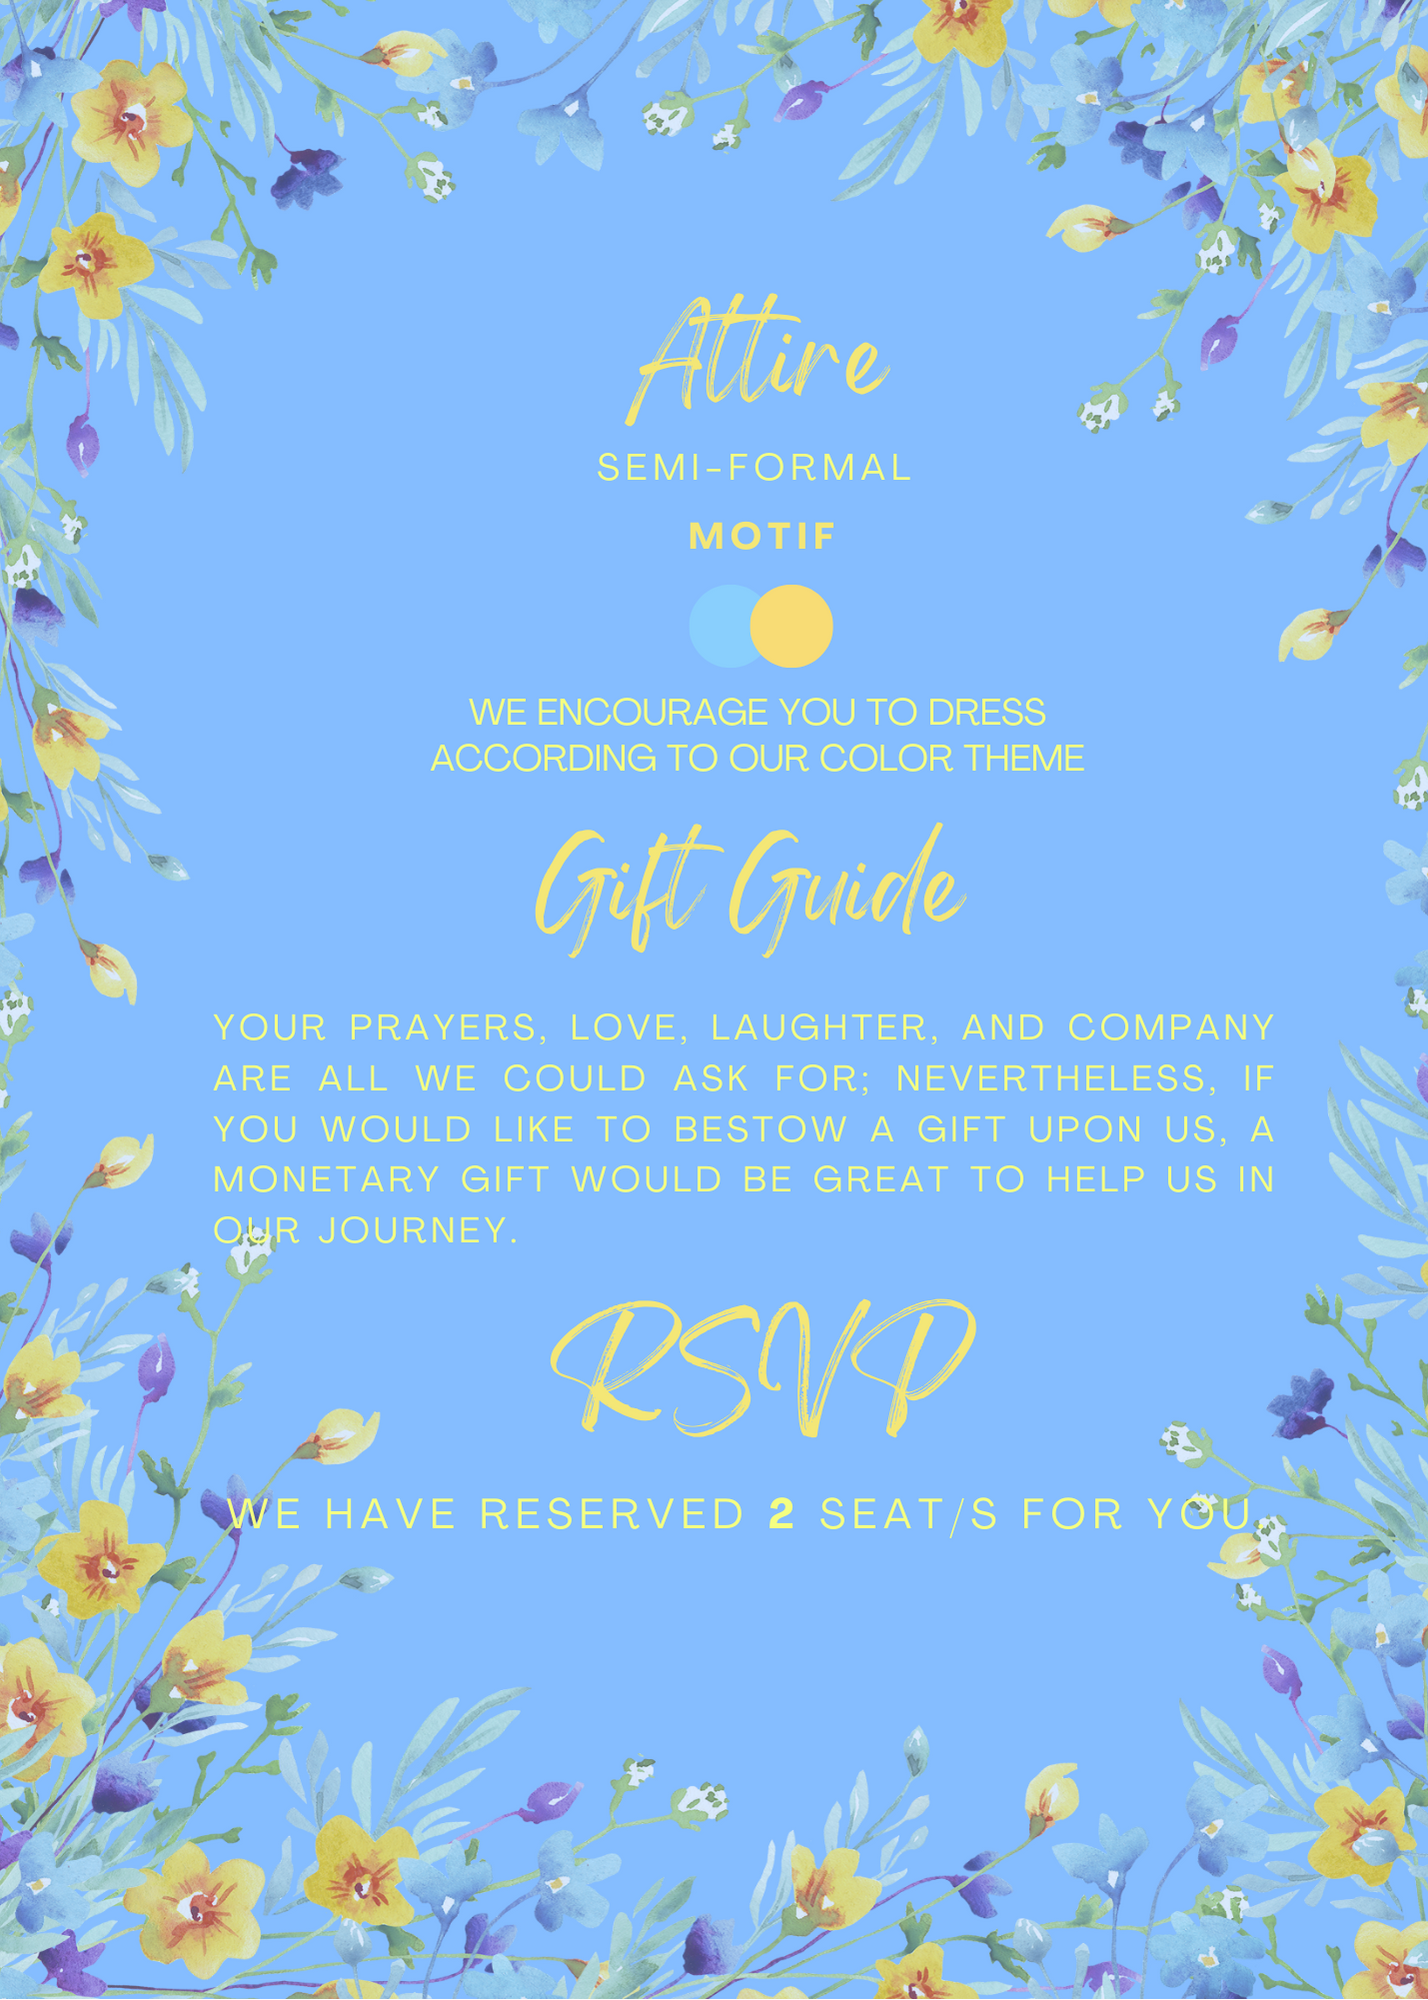 Attire
SEMI-FORMAL
MOTIF
WE ENCOURAGE YOU TO DRESS
ACCORDING TO OUR COLOR THEME
Gift Guide
YOUR PRAYERS, LOVE, LAUGHTER, AND COMPANY
ARE ALL WE COULD ASK FOR; NEVERTHELESS, IF
YOU WOULD LIKE TO BESTOW A GIFT UPON US, A
MONETARY GIFT WOULD BE GREAT TO HELP US IN
OUR JOURNEY.
RSVP
WE HAVE RESERVED 2 SEAT/S FOR YOU